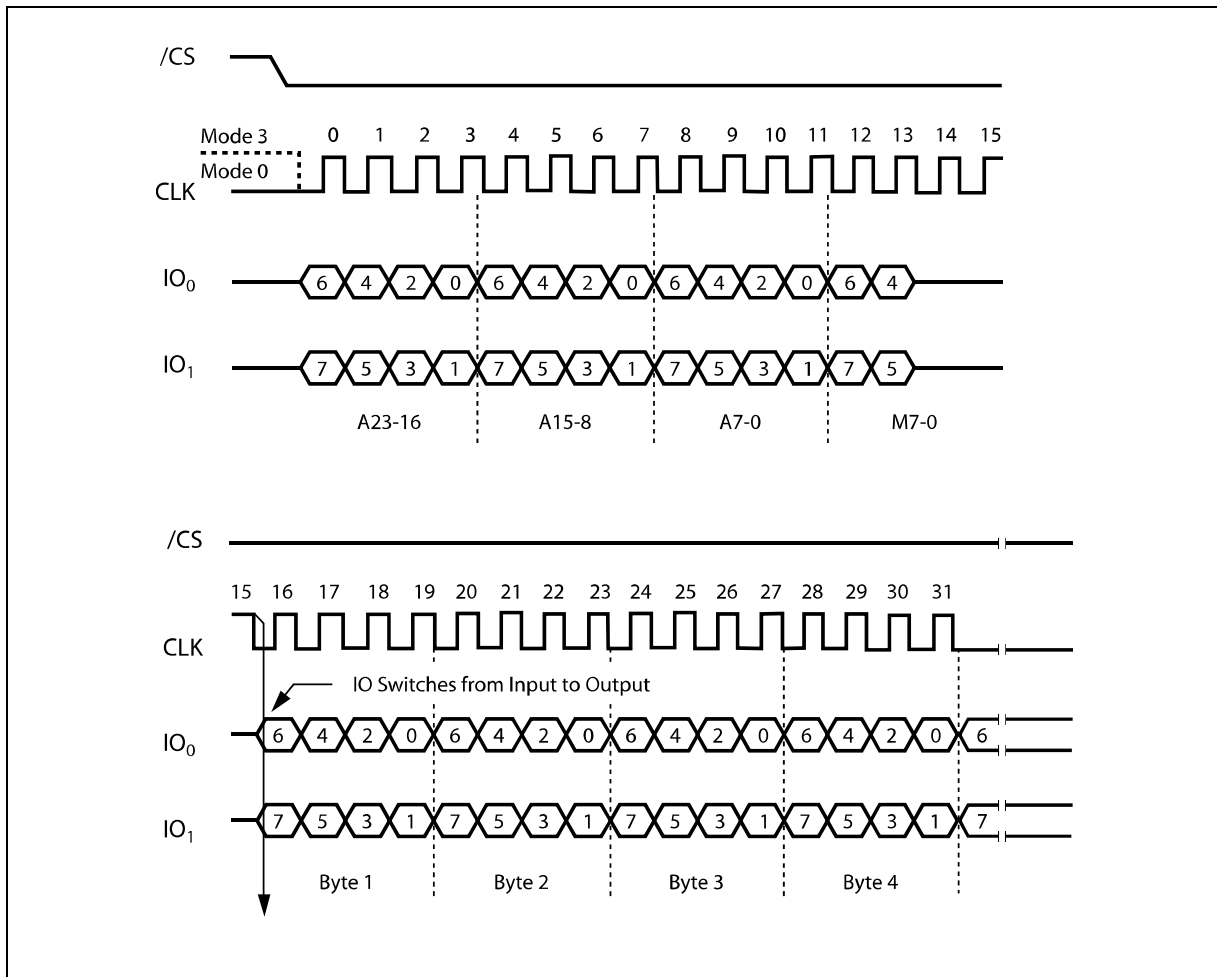 /CS
Mode 3
0 1 2 3 4 5 6 7 8 9 10 11 12 13 14 15
Mode 0
CLK
IO0 6 4 2 0 6 4 2 0 6 4 2 0 6 4
IO1 7 5 3 1 7 5 3 1 7 5 3 1 7 5
A23-16 A15-8 A7-0 M7-0
/CS
15 16 17 18 19 20 21 22 23 24 25 26 27 28 29 30 31
CLK
IO Switches from Input to Output
IO0 6 4 2 0 6 4 2 0 6 4 2 0 6 4 2 0 6
IO1 7 5 3 1 7 5 3 1 7 5 3 1 7 5 3 1 7
Byte 1 Byte 2 Byte 3 Byte 4